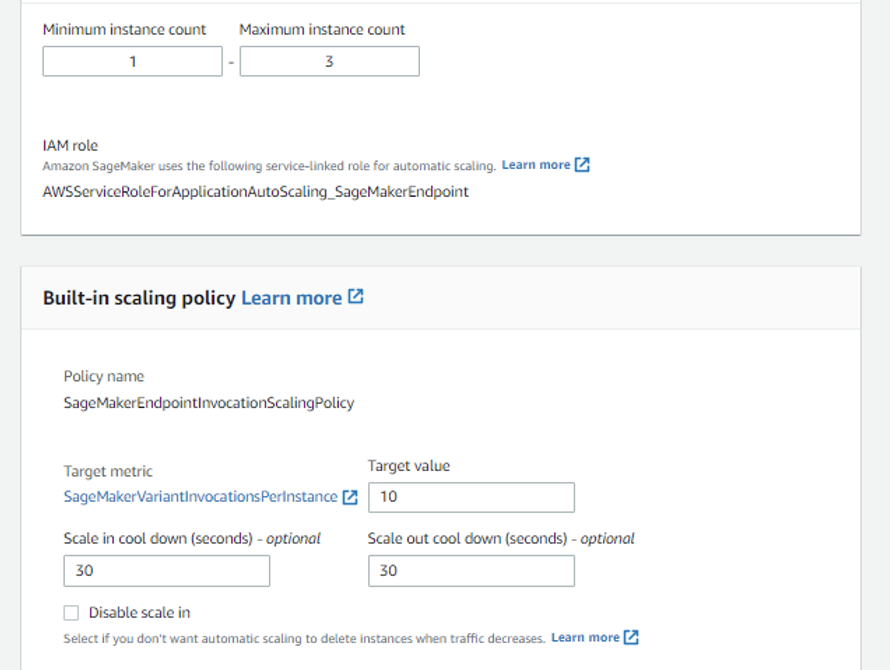 Minimum instance count Maximum instance count
1 - 3
IAM role
Amazon SageMaker uses the following service-linked role for automatic scaling. Learn more
AWSServiceRoleForApplicationAutoScaling_SageMakerEndpoint
Built-in scaling policy Learn more
Policy name
SageMakerEndpointInvocationScalingPolicy
Target metric Target value
SageMakerVariantInvocationsPerInstance 10
Scale in cool down (seconds) - optional Scale out cool down (seconds) - optional
30 30
Disable scale in
Select if you don't want automatic scaling to delete instances when traffic decreases. Learn more